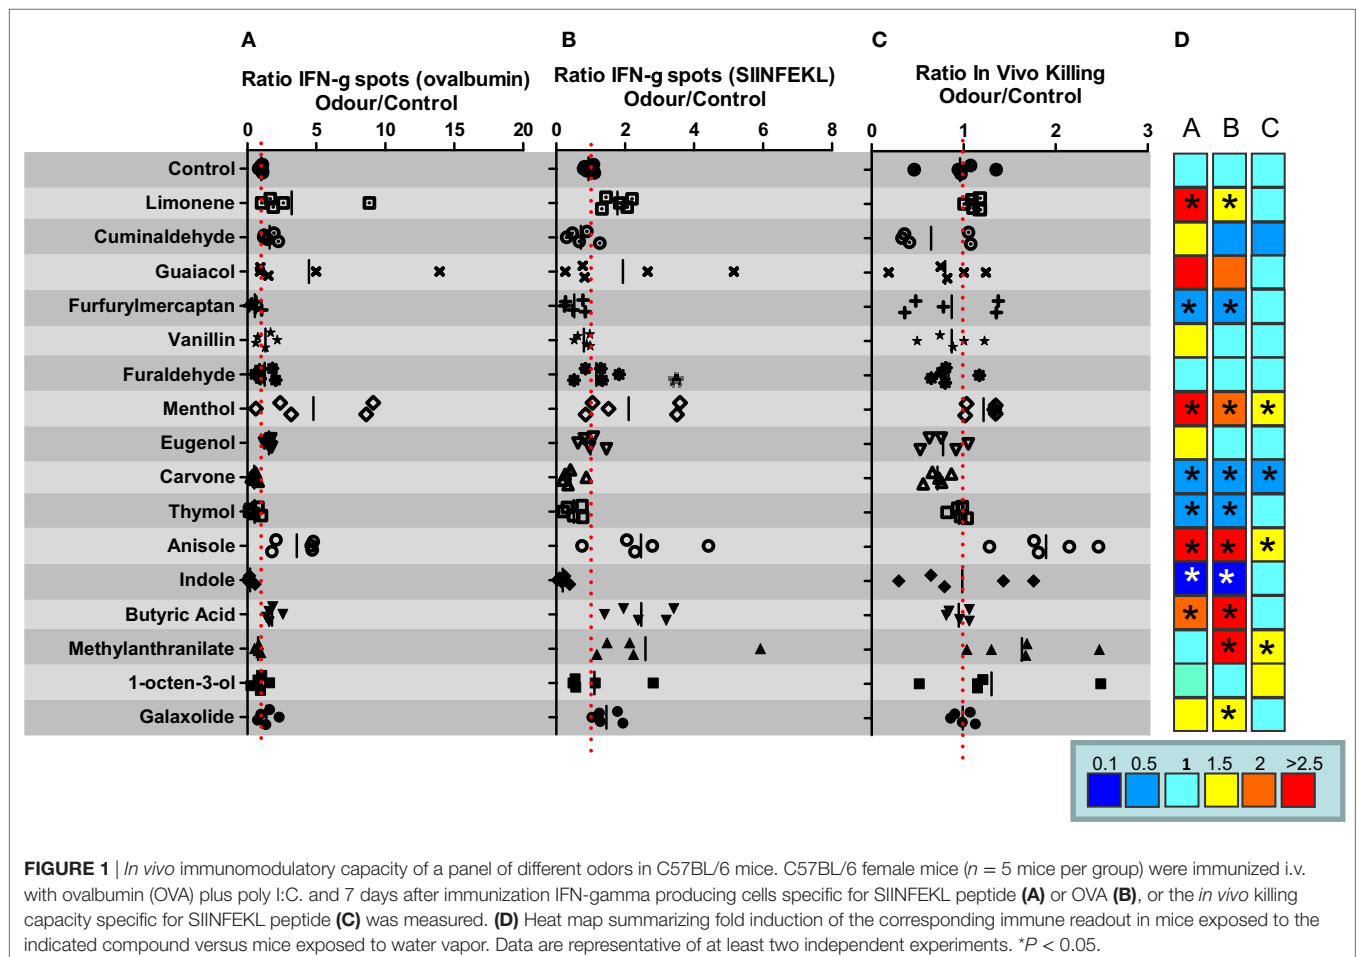 A
B
C
D
Ratio IFN-g spots (ovalbumin)
Odour/Control
Ratio IFN-g spots (SIINFEKL)
Odour/Control
Ratio In Vivo Killing
Odour/Control
0 5 10 15 20
0 2 4 6 8
0 1 2 3
A B C
Control
Limonene
* *
Cuminaldehyde
Guaiacol
Furfurylmercaptan
* *
Vanillin
Furaldehyde
Menthol
* * *
Eugenol
Carvone
* * *
Thymol
* *
Anisole
* * *
Indole
* *
Butyric Acid
* *
Methylanthranilate
* *
1-octen-3-ol
Galaxolide
*
0.1 0.5 1 1.5 2 >2.5
FIGURE 1 | In vivo immunomodulatory capacity of a panel of different odors in C57BL/6 mice. C57BL/6 female mice (n = 5 mice per group) were immunized i.v.
with ovalbumin (OVA) plus poly I:C. and 7 days after immunization IFN-gamma producing cells specific for SIINFEKL peptide (A) or OVA (B), or the in vivo killing
capacity specific for SIINFEKL peptide (C) was measured. (D) Heat map summarizing fold induction of the corresponding immune readout in mice exposed to the
indicated compound versus mice exposed to water vapor. Data are representative of at least two independent experiments. *P < 0.05.